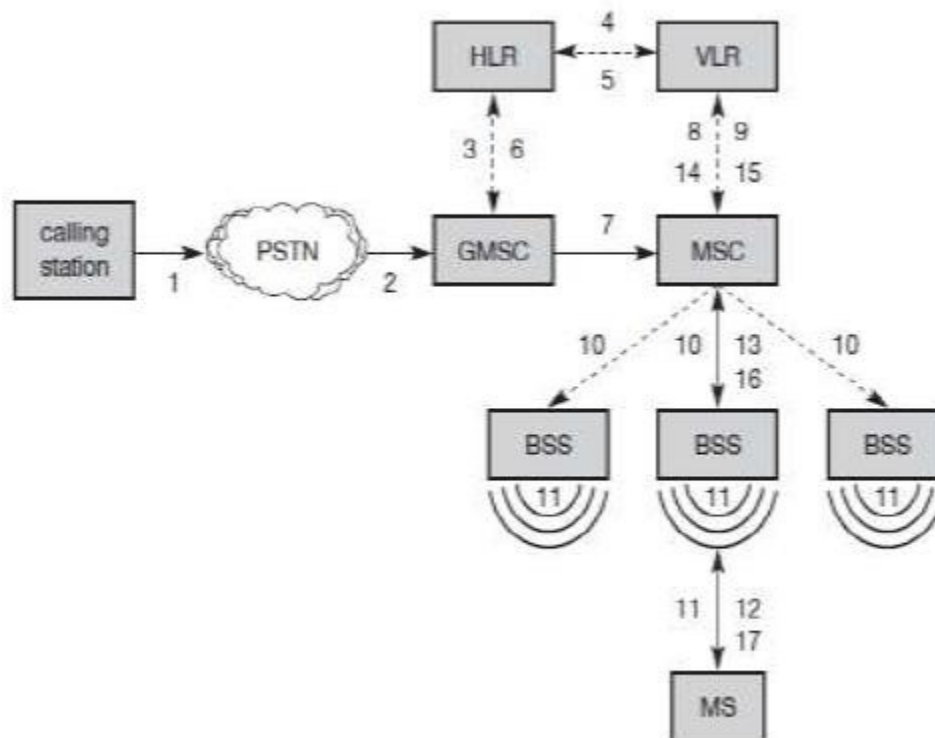 4
HLR
VLR
5
3 6
8 9
14 15
calling
station
PSTN
GMSC
7
MSC
1
2
10
10
13
10
16
BSS
BSS
BSS
11
11
11
11
12
17
MS